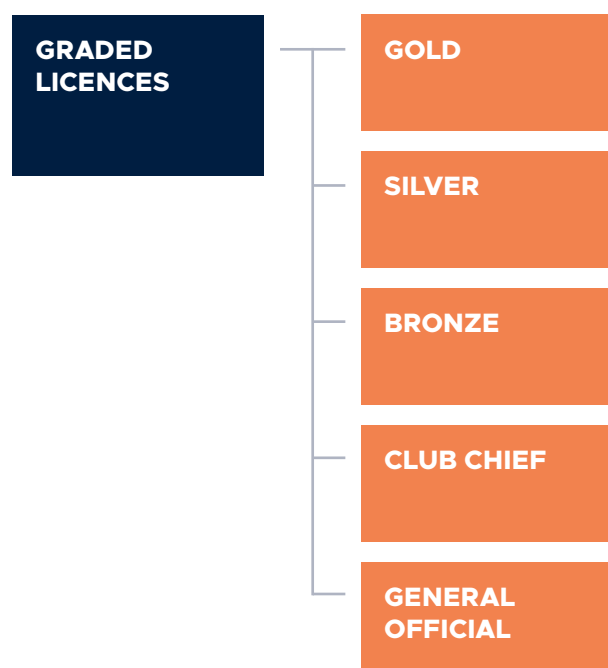 GRADED
LICENCES
GOLD
SILVER
BRONZE
CLUB CHIEF
GENERAL
OFFICIAL